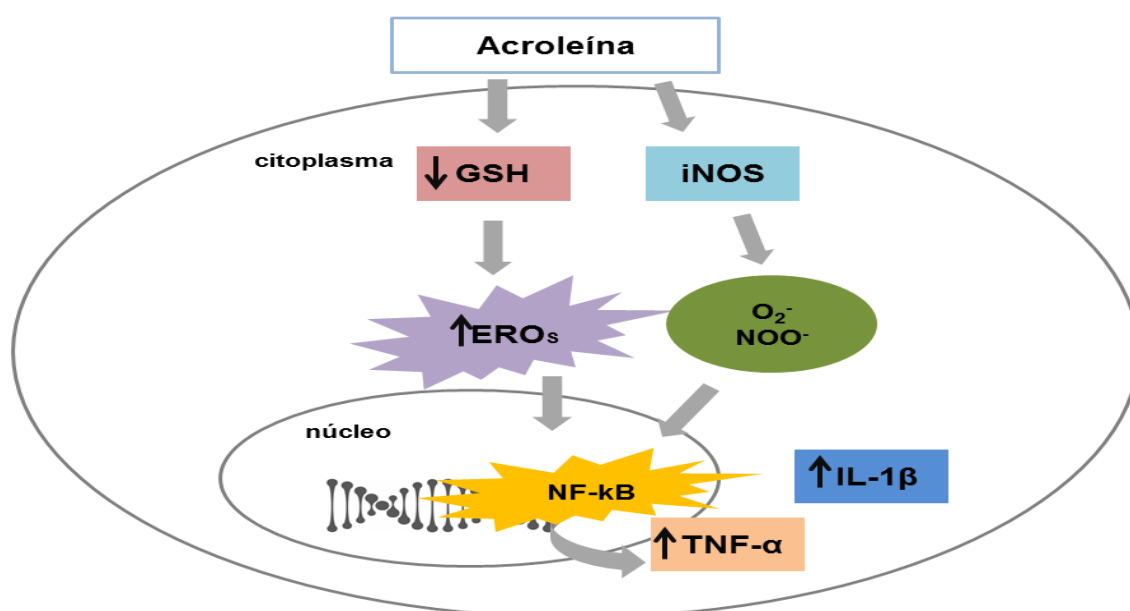 Acroleína
citoplasma
↓ GSH
iNOS
↑EROs
O₂⁻
NOO⁻
núcleo
NF-kB
↑IL-1β
↑TNF-α